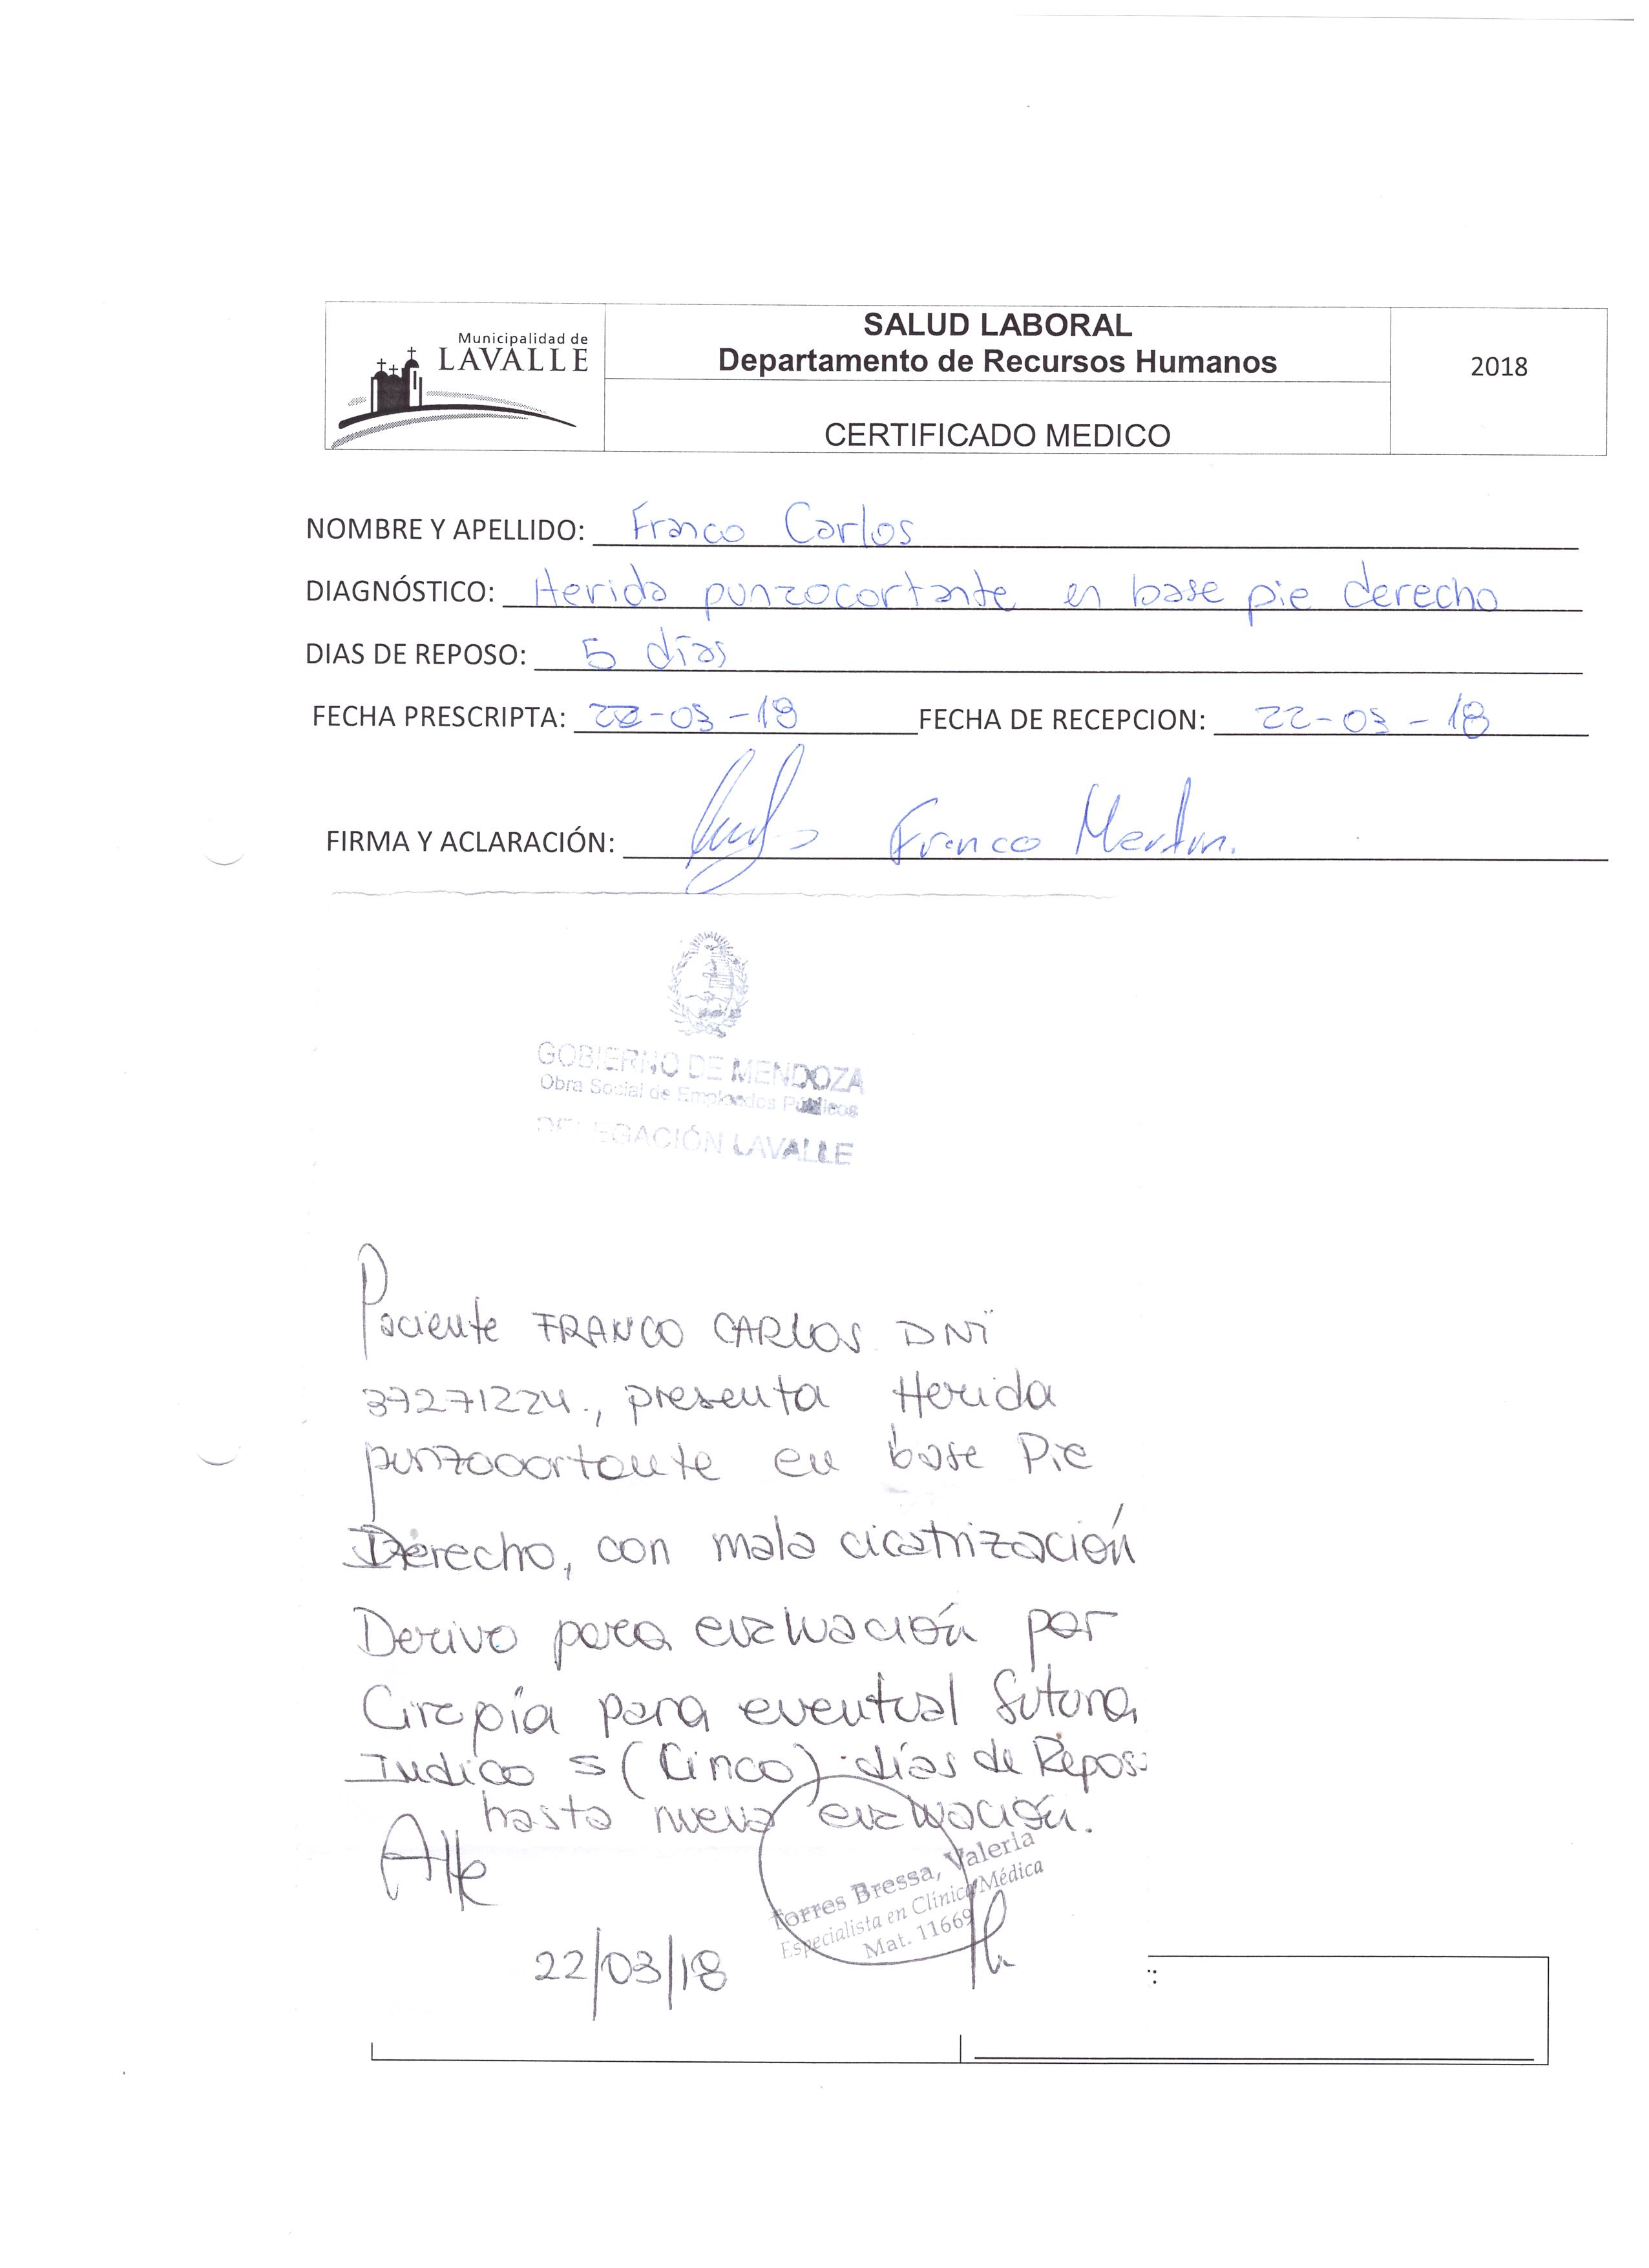 Municipalidad de
LAVALLE
SALUD LABORAL
Departamento de Recursos Humanos
CERTIFICADO MEDICO
2018
NOMBRE Y APELLIDO: Franco Carlos
DIAGNÓSTICO: Herida punzocortante en base pie derecho
DIAS DE REPOSO: 5 días
FECHA PRESCRIPTA: 22-03-18 FECHA DE RECEPCION: 22-03-18
FIRMA Y ACLARACIÓN: Franco
GOBIERNO DE MENDOZA
Obra Social de Empleados Públicos
DELEGACIÓN LAVALLE
Paciente FRANCO CARLOS DNI
37271224., presenta Herida
punzocortante en base Pie
Derecho, con mala cicatrización
Derivo para evaluación por
Cirugía para eventual Sutura,
Indico 5 (Cinco) días de Reposo
hasta nueva evaluación.
Atte
Torres Bressa, Valeria
Especialista en Clínica Médica
Mat. 11669
22/03/18